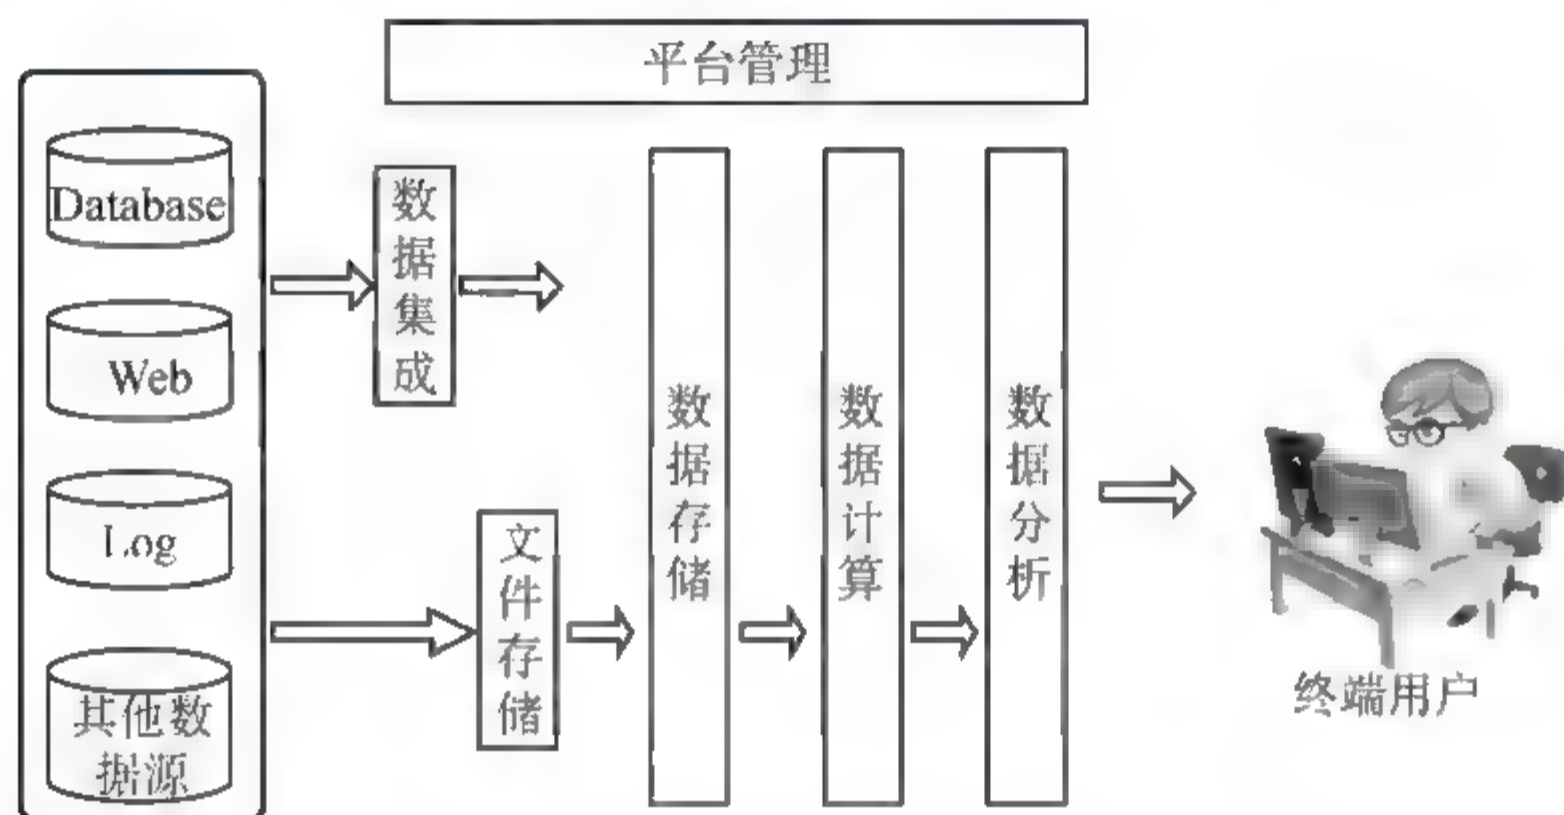 平台管理
Database
Web
Log
其他数
据源
数据集成
文件存储
数据存储
数据计算
数据分析
终端用户